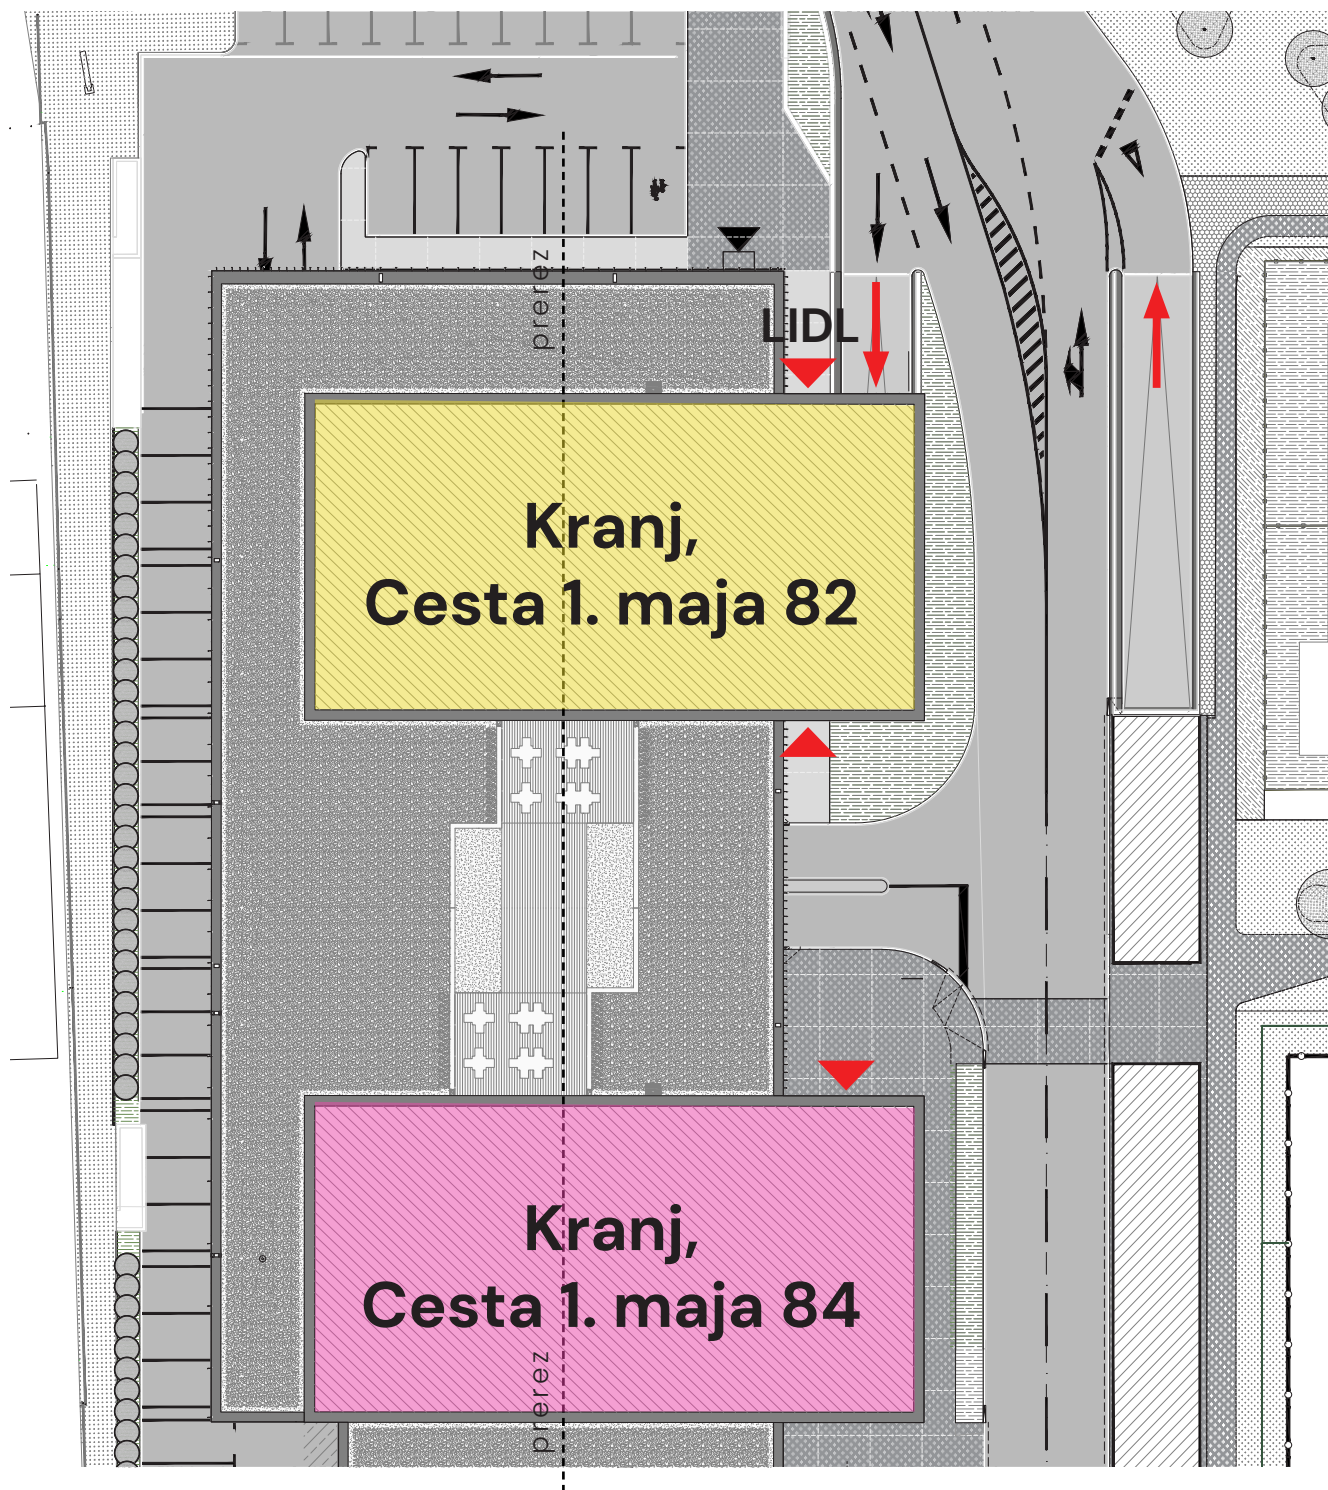 prerez
LIDL
Kranj,
Cesta 1. maja 82
Kranj,
Cesta 1. maja 84
prerez